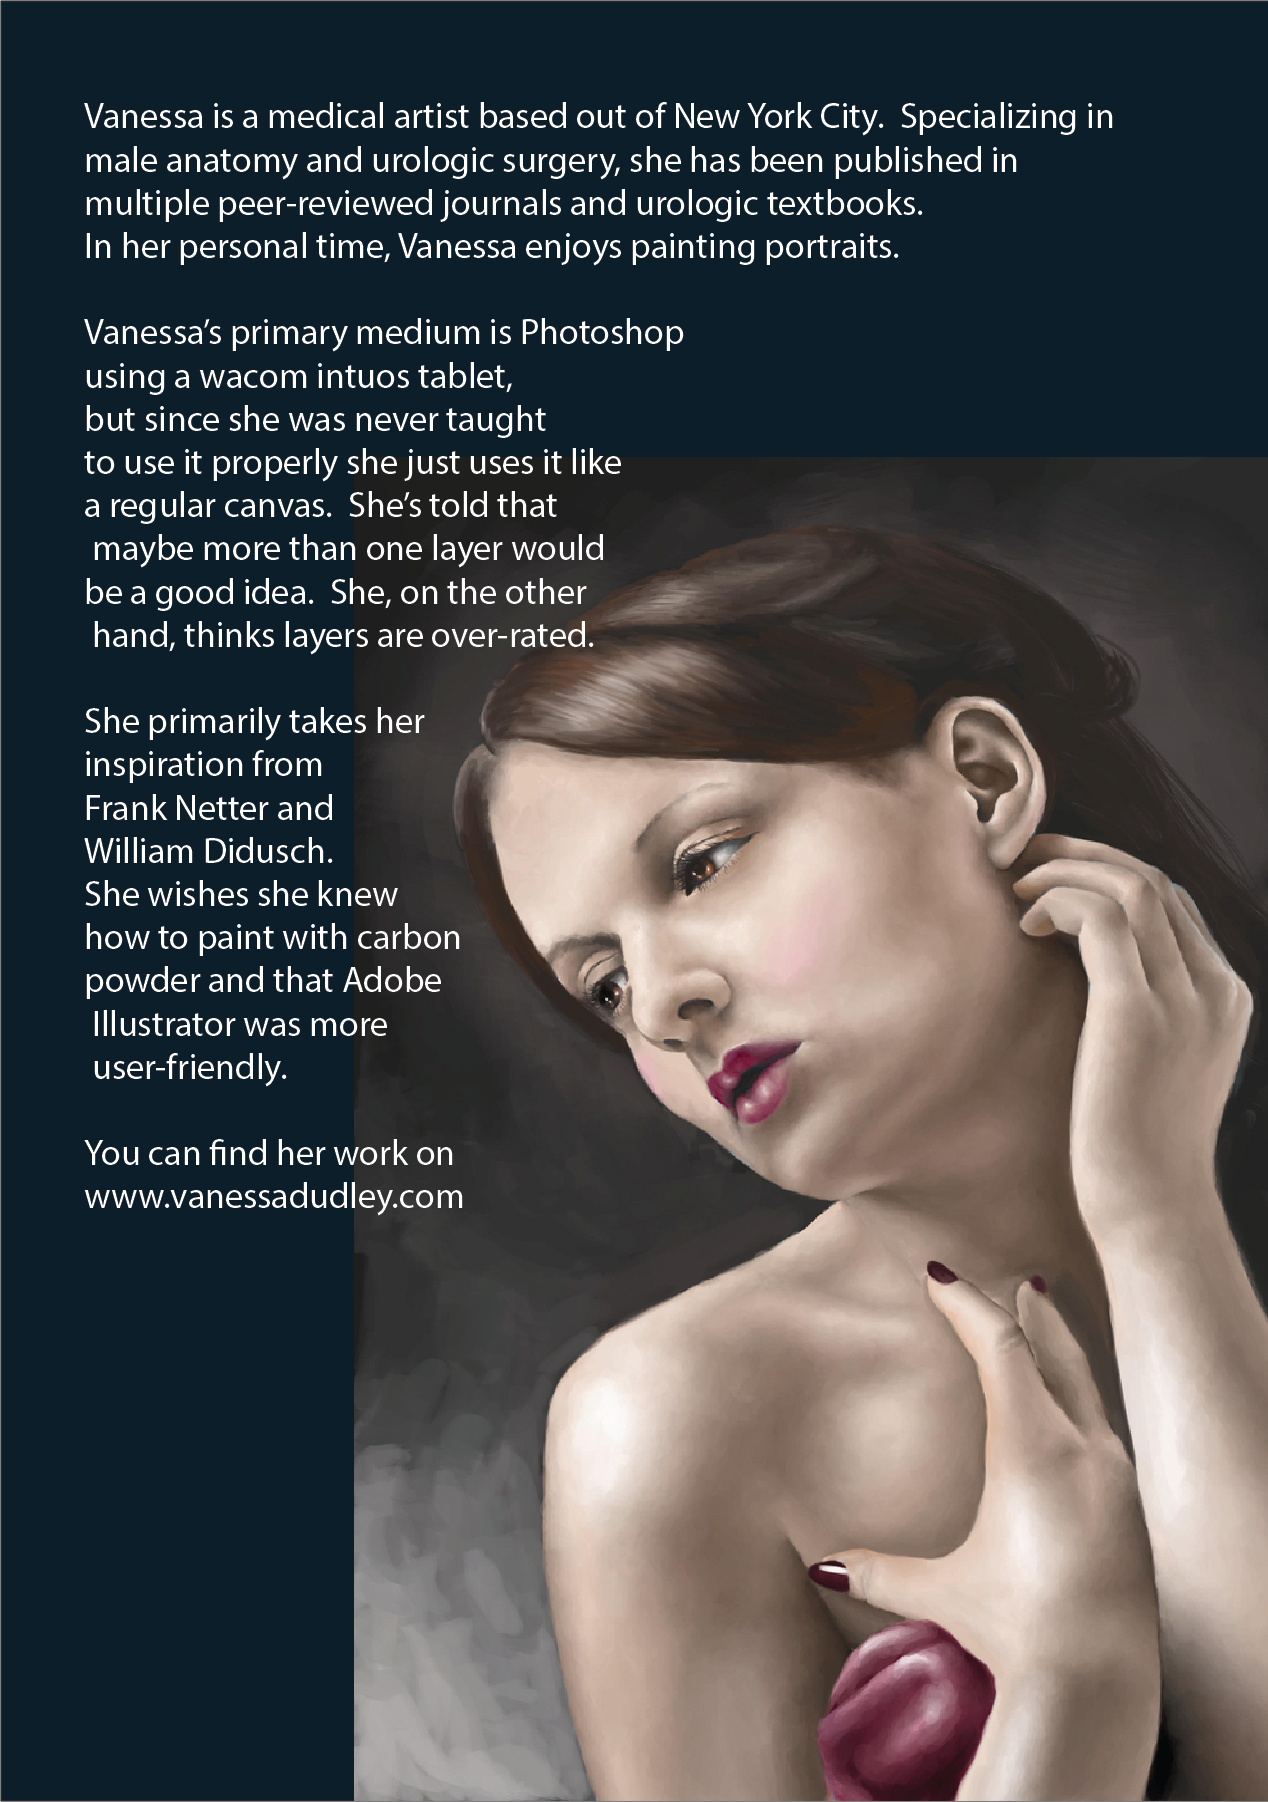 Vanessa is a medical artist based out of New York City.  Specializing in
male anatomy and urologic surgery, she has been published in
multiple peer-reviewed journals and urologic textbooks.
In her personal time, Vanessa enjoys painting portraits.
Vanessa’s primary medium is Photoshop
using a wacom intuos tablet,
but since she was never taught
to use it properly she just uses it like
a regular canvas.  She’s told that
maybe more than one layer would
be a good idea.  She, on the other
hand, thinks layers are over-rated.
She primarily takes her
inspiration from
Frank Netter and
William Didusch.
She wishes she knew
how to paint with carbon
powder and that Adobe
Illustrator was more
user-friendly.
You can find her work on
www.vanessadudley.com